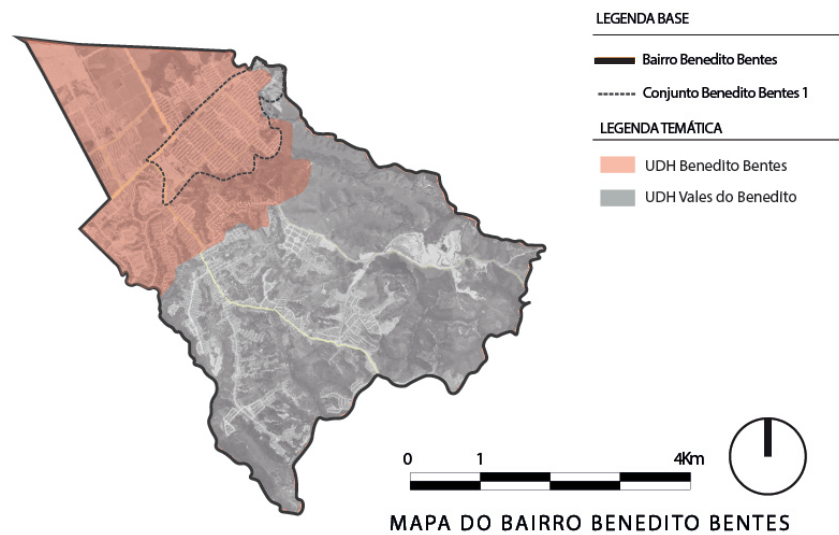 LEGENDA BASE
Bairro Benedito Bentes
Conjunto Benedito Bentes 1
LEGENDA TEMÁTICA
UDH Benedito Bentes
UDH Vales do Benedito
0 1 4Km
MAPA DO BAIRRO BENEDITO BENTES